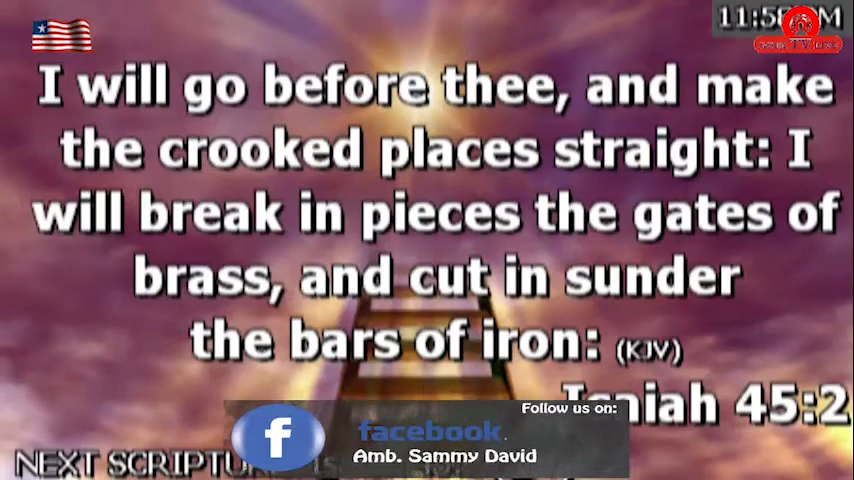 I will go before thee, and make
the crooked places straight: I
will break in pieces the gates of
brass, and cut in sunder
the bars of iron: (KJV)
Isaiah 45:2
Follow us on:
facebook.
Amb. Sammy David
NEXT SCRIPTURE
TV